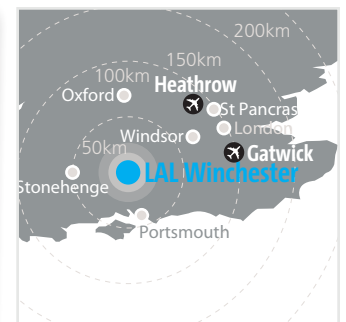 200km
150km
100km
Heathrow
Oxford
St Pancras
London
Windsor
50km
Gatwick
LAL Winchester
Stonehenge
Portsmouth